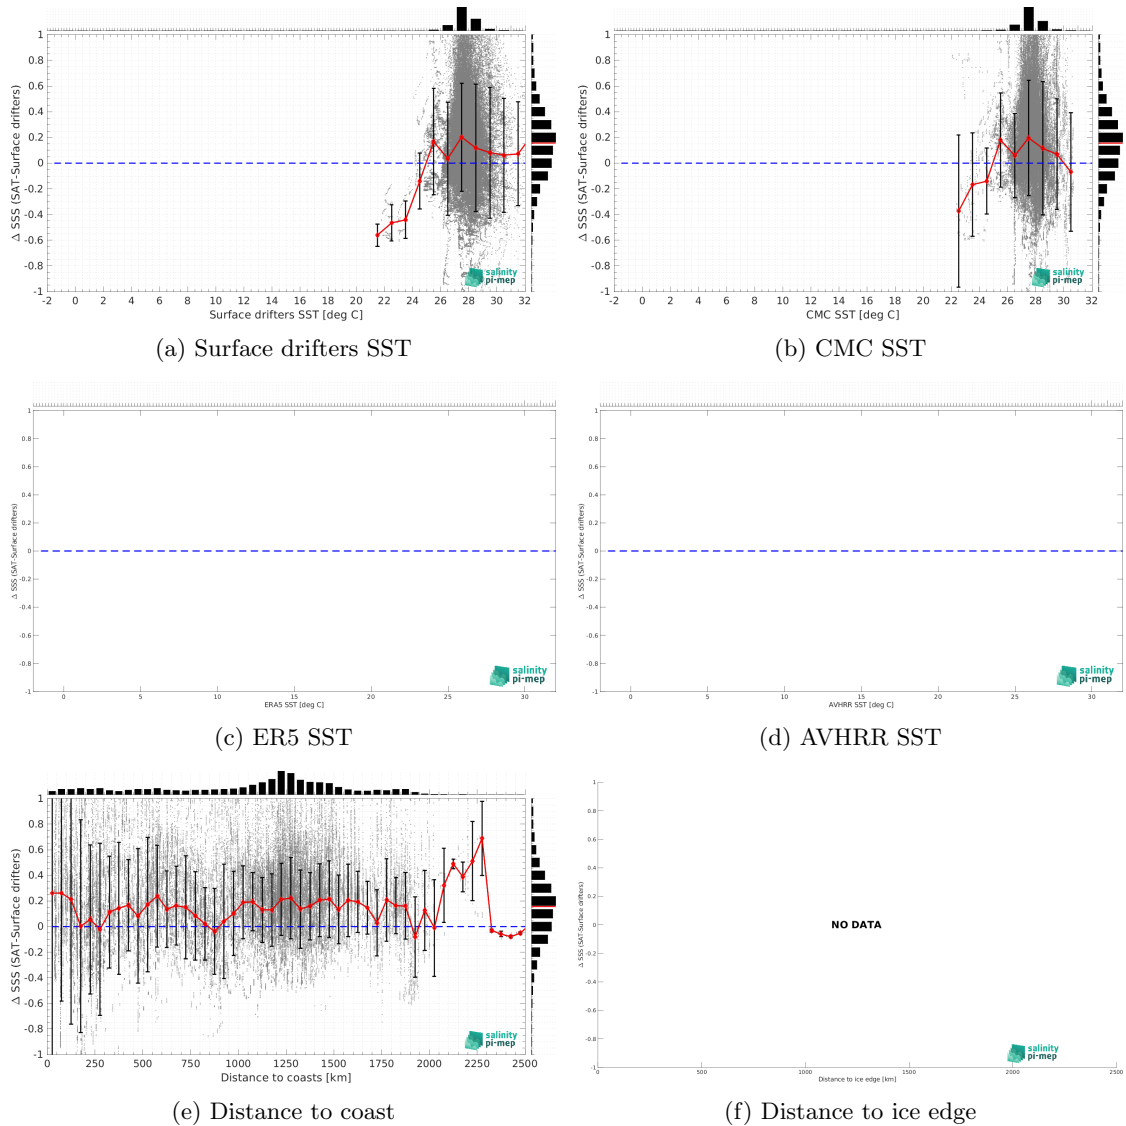 1
0.8
0.6
0.4
0.2
0
-0.2
-0.4
-0.6
-0.8
-1
Δ SSS (SAT-Surface drifters)
-2 0 2 4 6 8 10 12 14 16 18 20 22 24 26 28 30 32
Surface drifters SST [deg C]
salinity
pi-mep
(a) Surface drifters SST
1
0.8
0.6
0.4
0.2
0
-0.2
-0.4
-0.6
-0.8
-1
Δ SSS (SAT-Surface drifters)
-2 0 2 4 6 8 10 12 14 16 18 20 22 24 26 28 30 32
CMC SST [deg C]
salinity
pi-mep
(b) CMC SST
1
0.8
0.6
0.4
0.2
0
-0.2
-0.4
-0.6
-0.8
-1
Δ SSS (SAT-Surface drifters)
0 5 10 15 20 25 30
ERA5 SST [deg C]
salinity
pi-mep
(c) ER5 SST
1
0.8
0.6
0.4
0.2
0
-0.2
-0.4
-0.6
-0.8
-1
Δ SSS (SAT-Surface drifters)
0 5 10 15 20 25 30
AVHRR SST [deg C]
salinity
pi-mep
(d) AVHRR SST
1
0.8
0.6
0.4
0.2
0
-0.2
-0.4
-0.6
-0.8
-1
Δ SSS (SAT-Surface drifters)
0 250 500 750 1000 1250 1500 1750 2000 2250 2500
Distance to coasts [km]
salinity
pi-mep
(e) Distance to coast
1
0.8
0.6
0.4
0.2
0
-0.2
-0.4
-0.6
-0.8
-1
Δ SSS (SAT-Surface drifters)
NO DATA
0 500 1000 1500 2000 2500
Distance to ice edge [km]
salinity
pi-mep
(f) Distance to ice edge